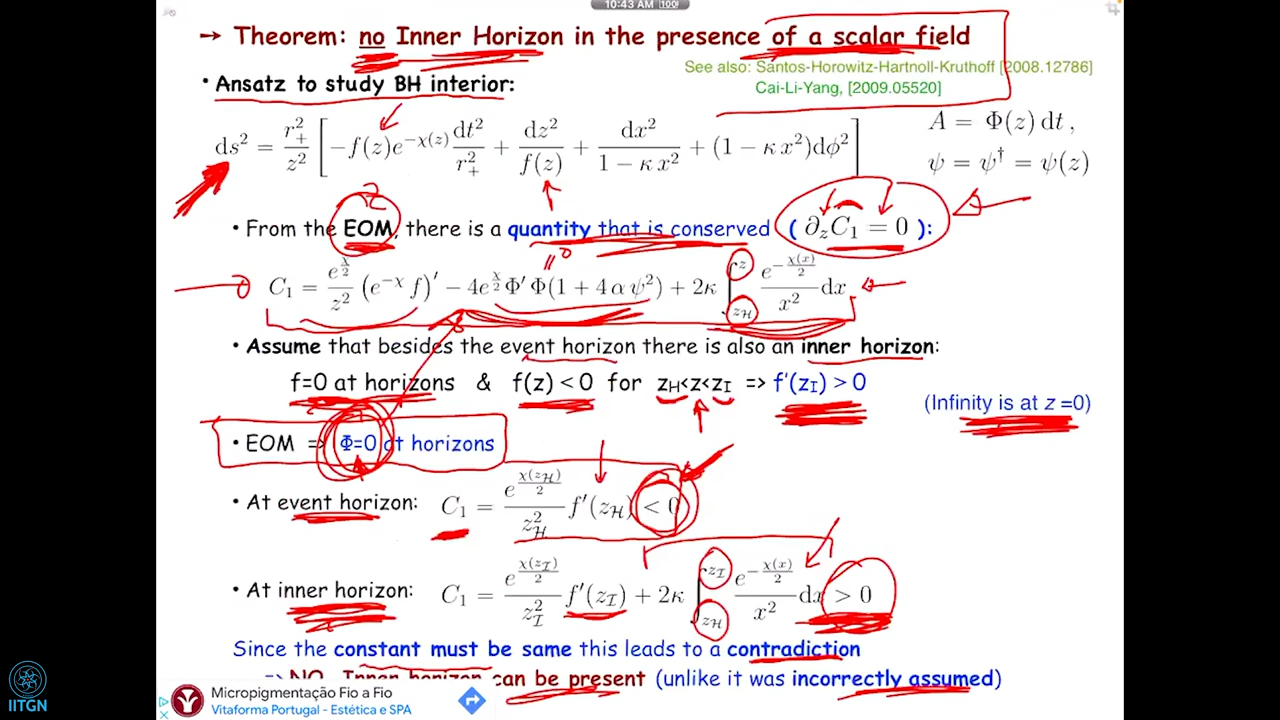 10:43 AM 100%
→ Theorem: no Inner Horizon in the presence of a scalar field
See also: Santos-Horowitz-Hartnoll-Kruthoff [2008.12786]
• Ansatz to study BH interior:
Cai-Li-Yang, [2009.05520]
ds² = r₊²/z² [ −f(z)e^{−χ(z)} dt²/r₊² + dz²/f(z) + dx²/(1 − κ x²) + (1 − κ x²)dϕ² ]
A = Φ(z) dt ,
ψ = ψ† = ψ(z)
• From the EOM, there is a quantity that is conserved ( ∂_z C₁ = 0 ):
C₁ = e^{χ/2}/z² (e^{−χ} f)′ − 4e^{χ/2} Φ′ Φ(1 + 4 α ψ²) + 2κ ∫_{z_H}^{z} e^{−χ(x)/2}/x² dx
• Assume that besides the event horizon there is also an inner horizon:
f=0 at horizons & f(z) < 0 for z_H<z<z_I => f'(z_I) > 0
(Infinity is at z =0)
• EOM => Φ=0 at horizons
• At event horizon: C₁ = e^{χ(z_H)/2}/z_H² f′(z_H) < 0
• At inner horizon: C₁ = e^{χ(z_I)/2}/z_I² f′(z_I) + 2κ ∫_{z_H}^{z_I} e^{−χ(x)/2}/x² dx > 0
Since the constant must be same this leads to a contradiction
=> NO Inner horizon can be present (unlike it was incorrectly assumed)
Micropigmentação Fio a Fio
Vitaforma Portugal - Estética e SPA
IITGN